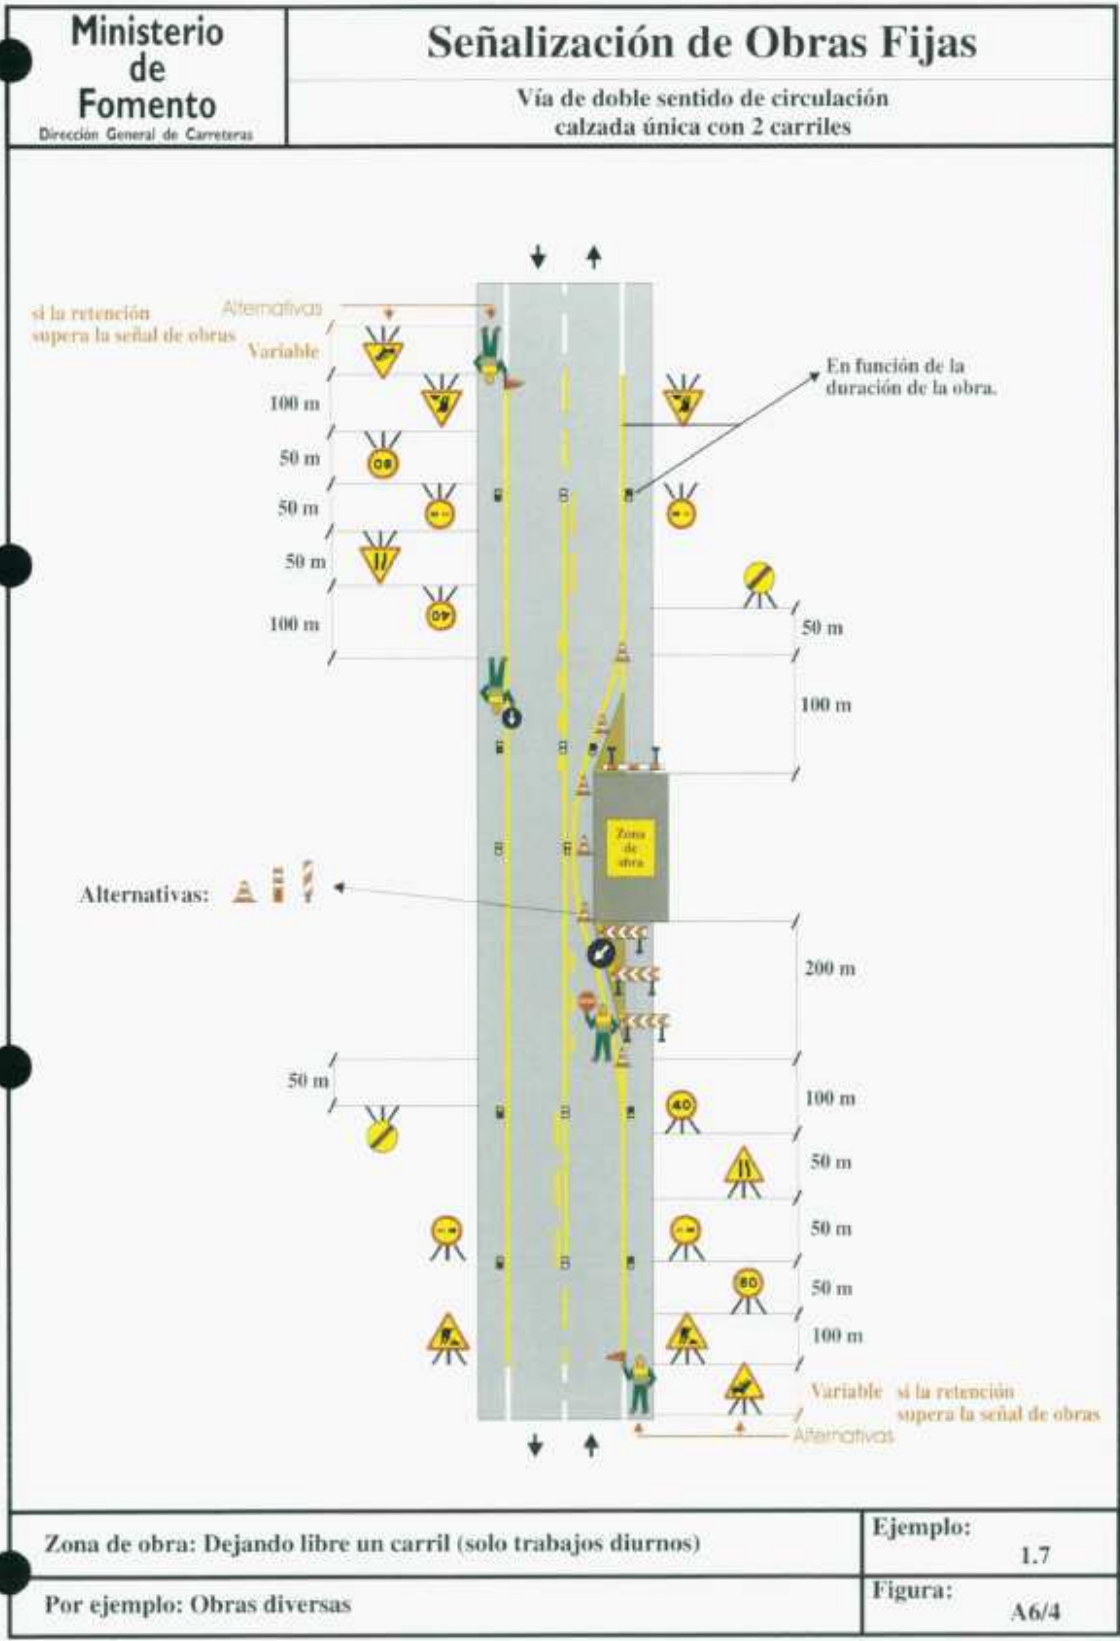 Ministerio
de
Fomento
Dirección General de Carreteras
Señalización de Obras Fijas
Vía de doble sentido de circulación
calzada única con 2 carriles
si la retención
supera la señal de obras
Alternativas
Variable
100 m
50 m
50 m
50 m
100 m
80
40
En función de la
duración de la obra.
50 m
100 m
Zona
de
obra
Alternativas:
200 m
50 m
100 m
40
50 m
50 m
60
50 m
100 m
Variable si la retención
supera la señal de obras
Alternativas
Zona de obra: Dejando libre un carril (solo trabajos diurnos)
Ejemplo:
1.7
Por ejemplo: Obras diversas
Figura:
A6/4